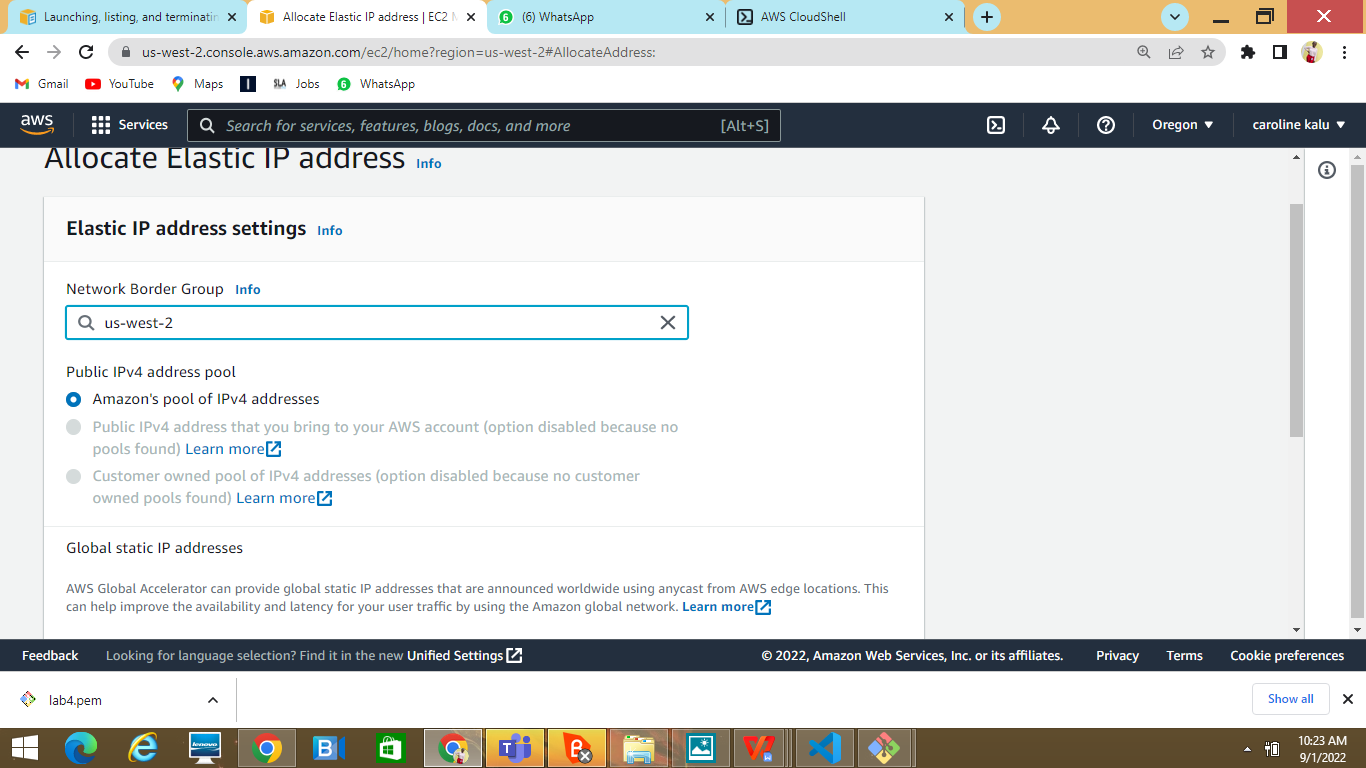 Launching, listing, and terminatin
Allocate Elastic IP address | EC2 M
(6) WhatsApp
AWS CloudShell
us-west-2.console.aws.amazon.com/ec2/home?region=us-west-2#AllocateAddress:
Gmail
YouTube
Maps
SLA
Jobs
6
WhatsApp
aws
Services
Search for services, features, blogs, docs, and more
[Alt+S]
Oregon
caroline kalu
Allocate Elastic IP address Info
Elastic IP address settings Info
Network Border Group Info
us-west-2
Public IPv4 address pool
Amazon's pool of IPv4 addresses
Public IPv4 address that you bring to your AWS account (option disabled because no
pools found) Learn more
Customer owned pool of IPv4 addresses (option disabled because no customer
owned pools found) Learn more
Global static IP addresses
AWS Global Accelerator can provide global static IP addresses that are announced worldwide using anycast from AWS edge locations. This
can help improve the availability and latency for your user traffic by using the Amazon global network. Learn more
Feedback
Looking for language selection? Find it in the new Unified Settings
© 2022, Amazon Web Services, Inc. or its affiliates.
Privacy
Terms
Cookie preferences
lab4.pem
Show all
lenovo
10:23 AM
9/1/2022